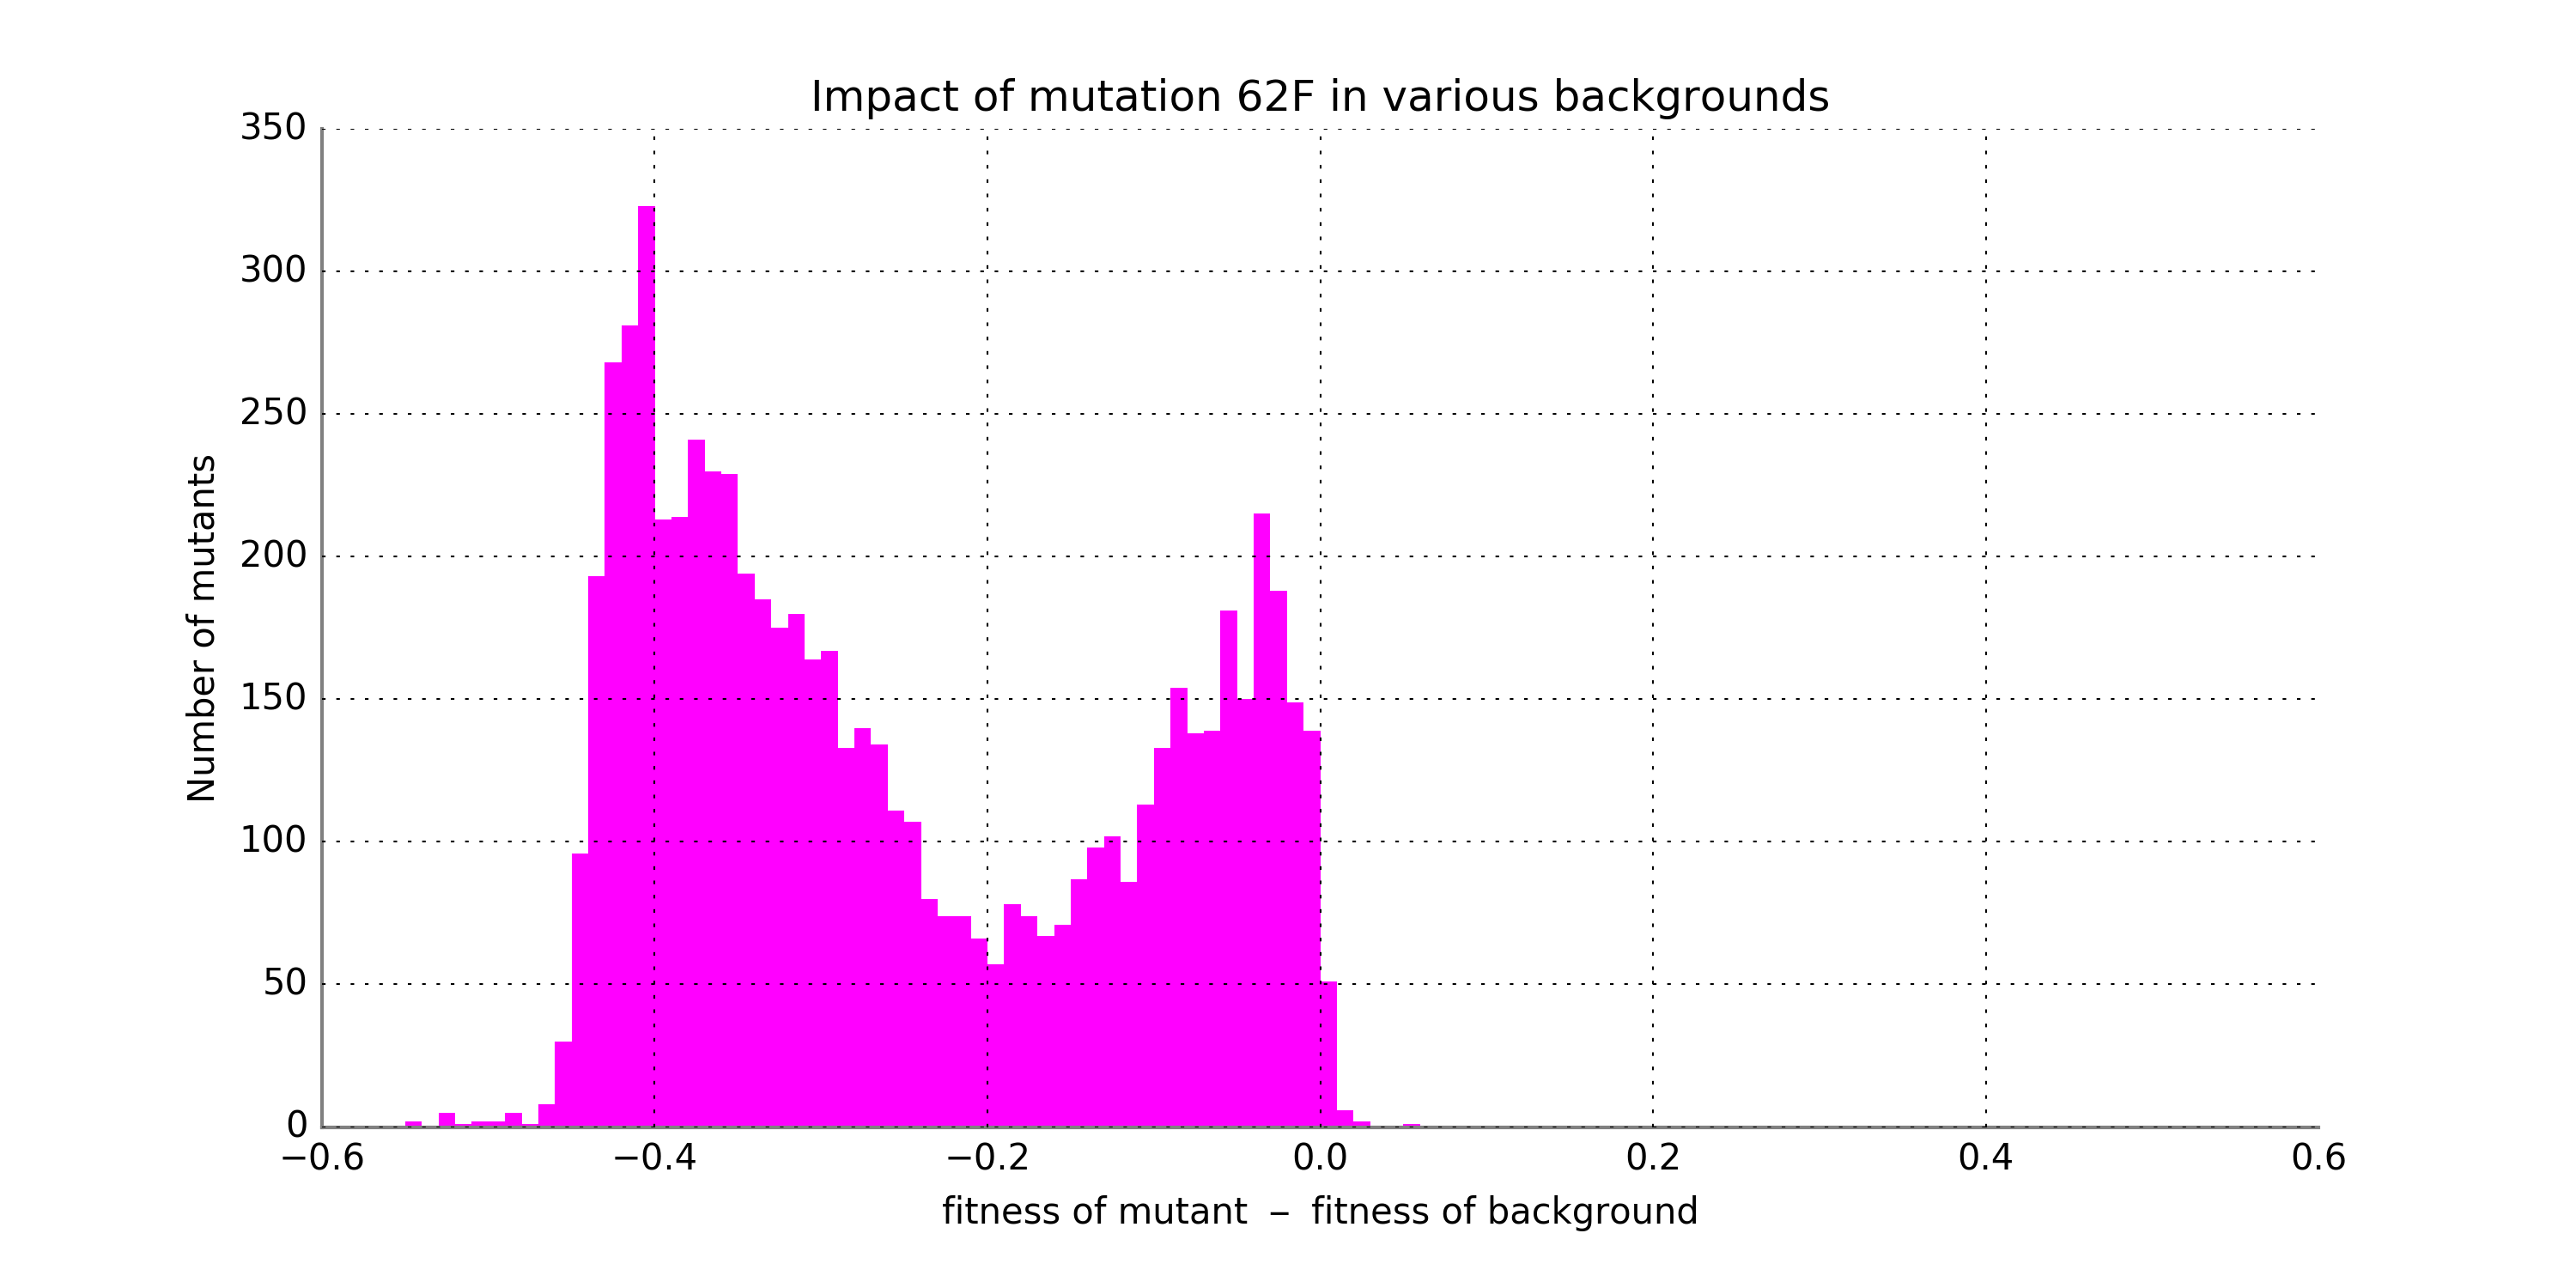 Impact of mutation 62F in various backgrounds
350
300
250
200
150
100
50
0
Number of mutants
−0.6 −0.4 −0.2 0.0 0.2 0.4 0.6
fitness of mutant − fitness of background